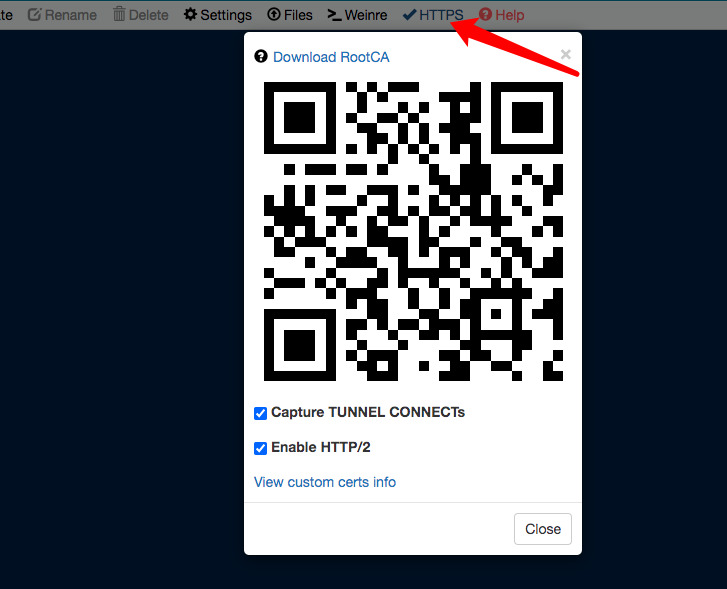 te Rename Delete Settings Files Weinre HTTPS Help
Download RootCA
Capture TUNNEL CONNECTs
Enable HTTP/2
View custom certs info
Close